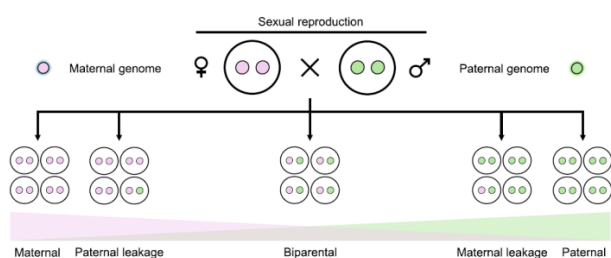 Sexual reproduction
Maternal genome
♀
×
♂
Paternal genome
Maternal
Paternal leakage
Biparental
Maternal leakage
Paternal